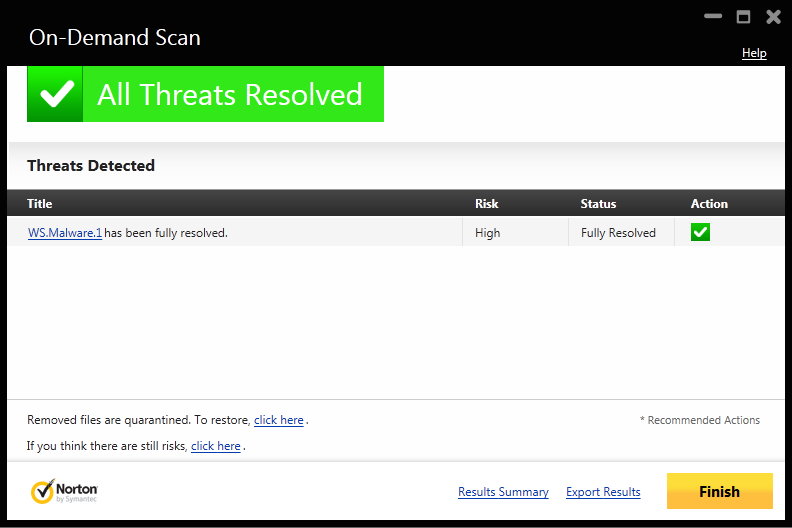 On-Demand Scan
Help
All Threats Resolved
Threats Detected
Title Risk Status Action
WS.Malware.1 has been fully resolved. High Fully Resolved
Removed files are quarantined. To restore, click here .
* Recommended Actions
If you think there are still risks, click here .
Norton
by Symantec
Results Summary Export Results Finish